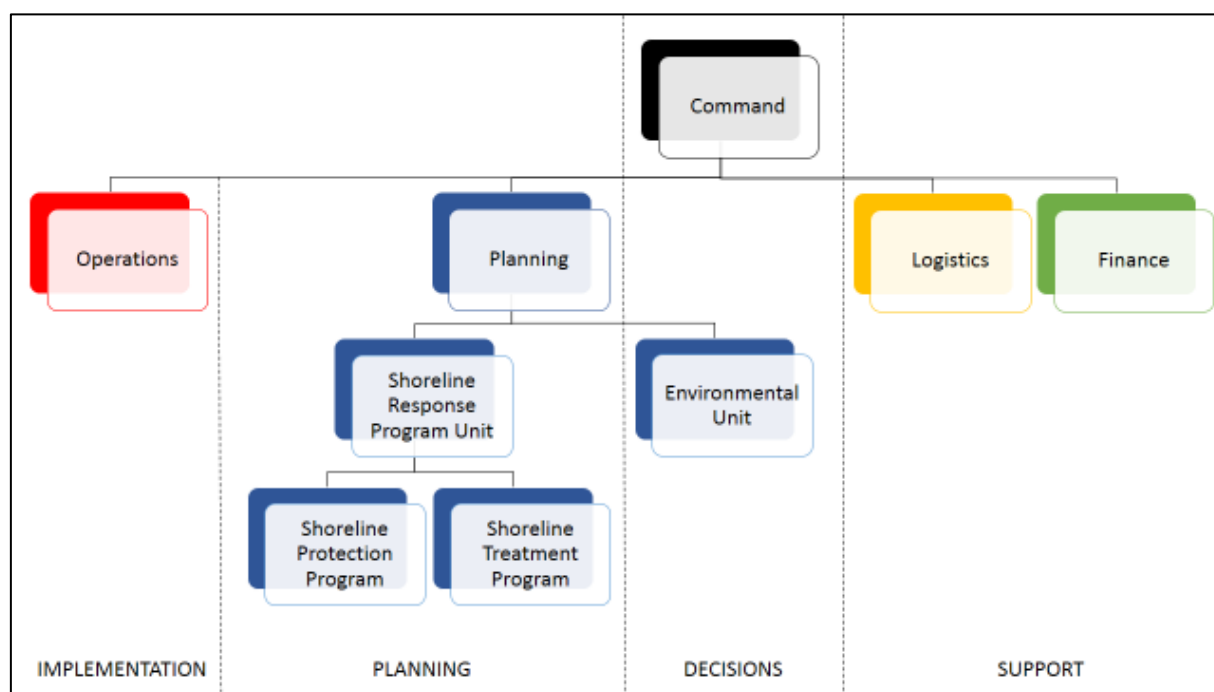 Command
Operations
Planning
Logistics
Finance
Shoreline
Response
Program Unit
Environmental
Unit
Shoreline
Protection
Program
Shoreline
Treatment
Program
IMPLEMENTATION
PLANNING
DECISIONS
SUPPORT